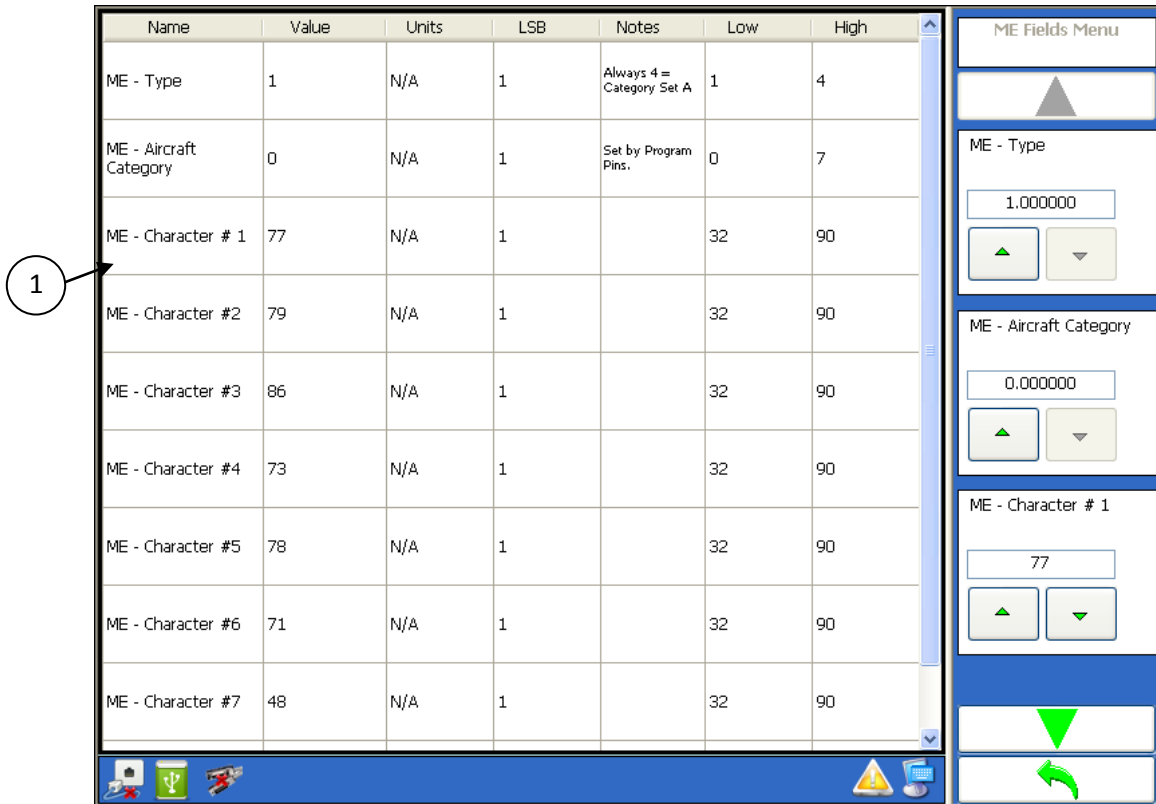 Name Value Units LSB Notes Low High
ME - Type 1 N/A 1 Always 4 = Category Set A 1 4
ME - Aircraft Category 0 N/A 1 Set by Program Pins. 0 7
ME - Character # 1 77 N/A 1 32 90
ME - Character #2 79 N/A 1 32 90
ME - Character #3 86 N/A 1 32 90
ME - Character #4 73 N/A 1 32 90
ME - Character #5 78 N/A 1 32 90
ME - Character #6 71 N/A 1 32 90
ME - Character #7 48 N/A 1 32 90
1
ME Fields Menu
ME - Type
1.000000
ME - Aircraft Category
0.000000
ME - Character # 1
77